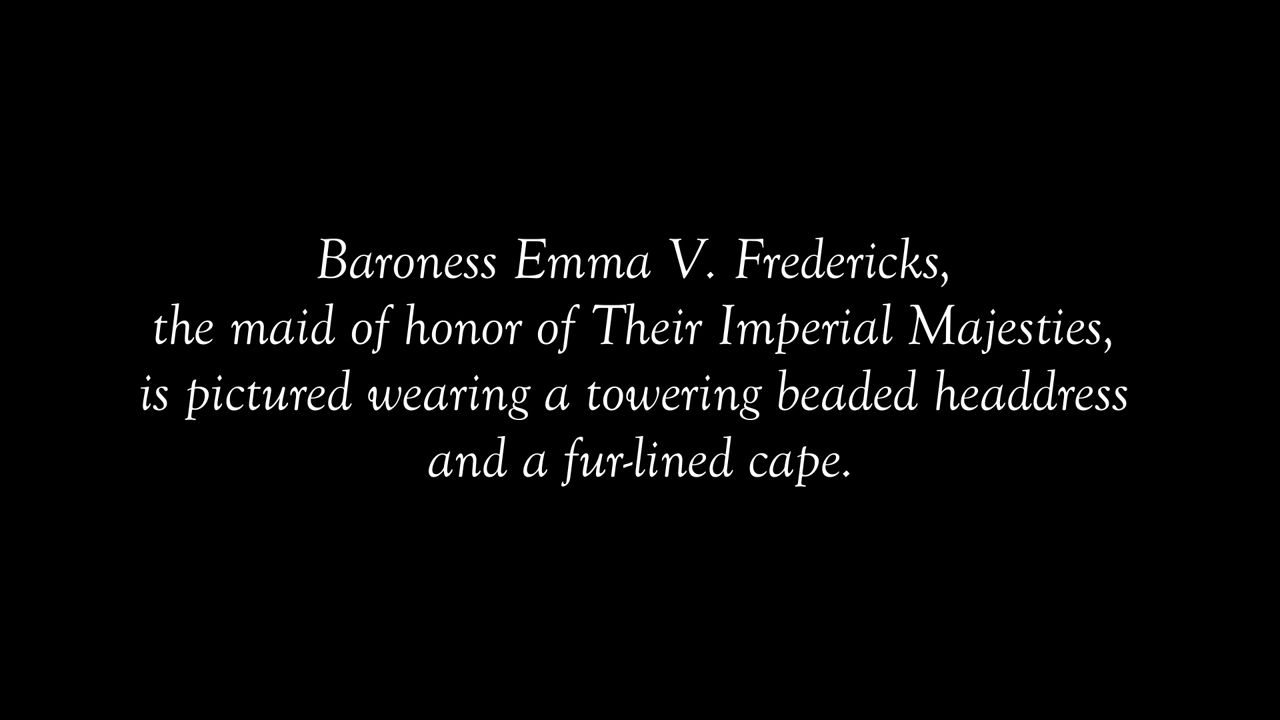 Baroness Emma V. Fredericks,
the maid of honor of Their Imperial Majesties,
is pictured wearing a towering beaded headdress
and a fur-lined cape.